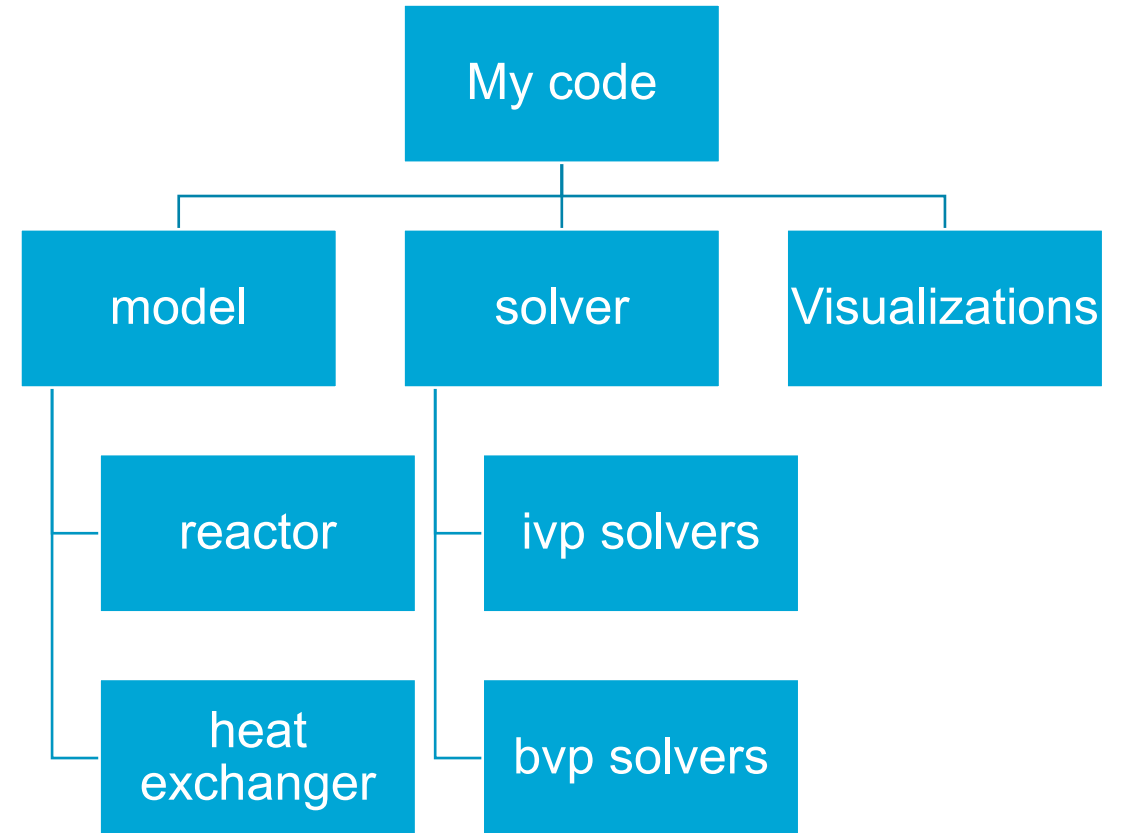 My code
model
solver
Visualizations
reactor
ivp solvers
heat
exchanger
bvp solvers